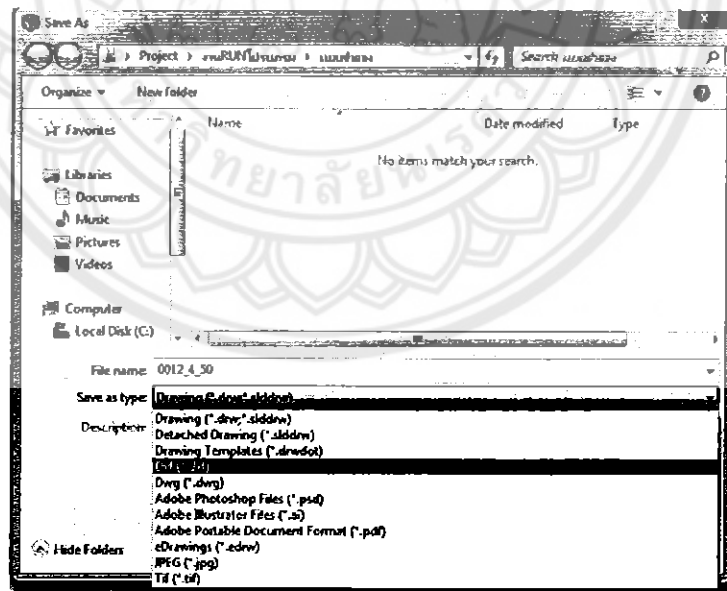 Save As
Project
Search
Organize
New folder
Favorites
Name
Date modified
Type
No items match your search.
Libraries
Documents
Music
Pictures
Videos
Computer
Local Disk (C:)
File name: 0012_4_50
Save as type: Drawing (*.drw;*.slddrw)
Description:
Drawing (*.drw;*.slddrw)
Detached Drawing (*.slddrw)
Drawing Templates (*.drwdot)
Dwg (*.dwg)
Adobe Photoshop Files (*.psd)
Adobe Illustrator Files (*.ai)
Adobe Portable Document Format (*.pdf)
eDrawings (*.edrw)
JPEG (*.jpg)
Tif (*.tif)
Hide Folders